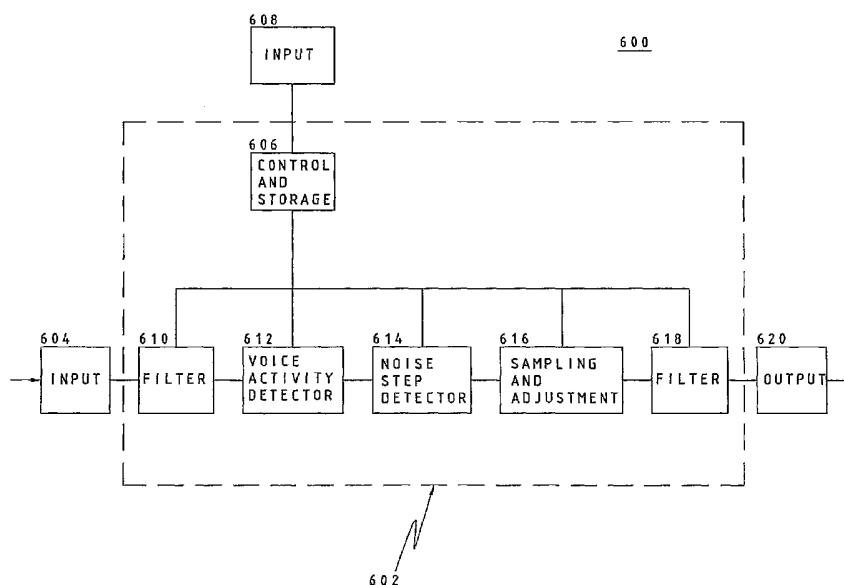 608
INPUT
600
606
CONTROL
AND
STORAGE
604
INPUT
610
FILTER
612
VOICE
ACTIVITY
DETECTOR
614
NOISE
STEP
DETECTOR
616
SAMPLING
AND
ADJUSTMENT
618
FILTER
620
OUTPUT
602